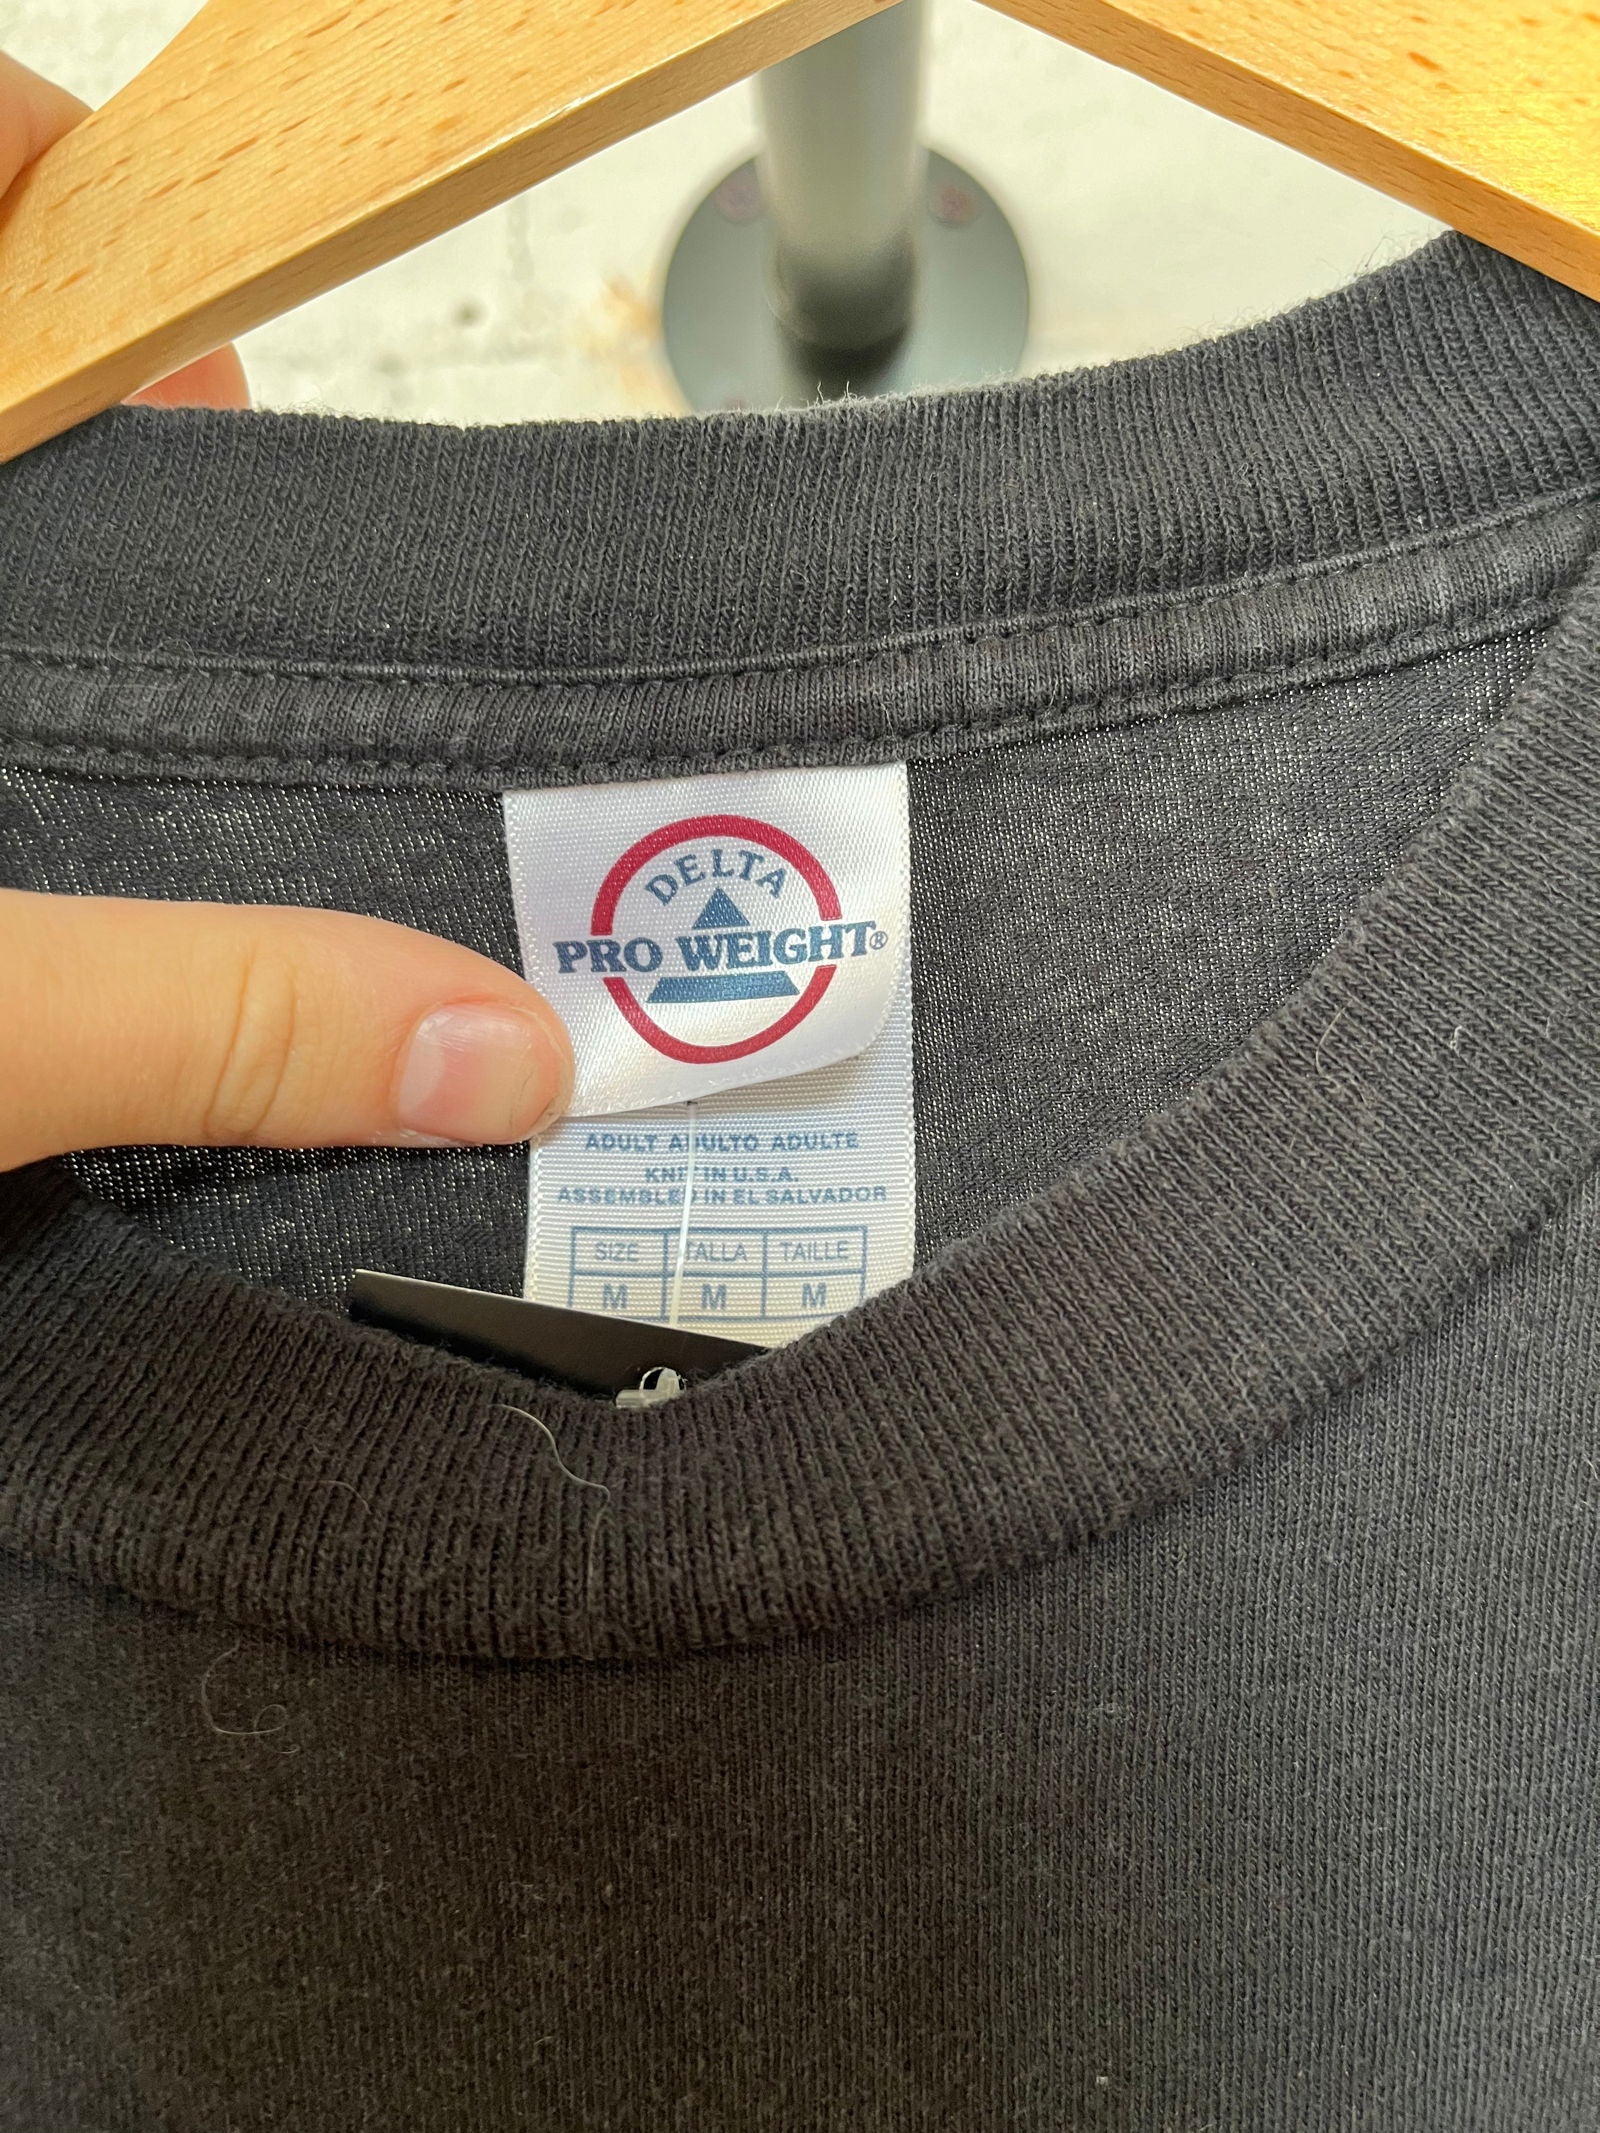 DELTA
PRO WEIGHT®
ADULT ADULTO ADULTE
KNIT IN U.S.A.
ASSEMBLED IN EL SALVADOR
SIZE TALLA TAILLE
M M M